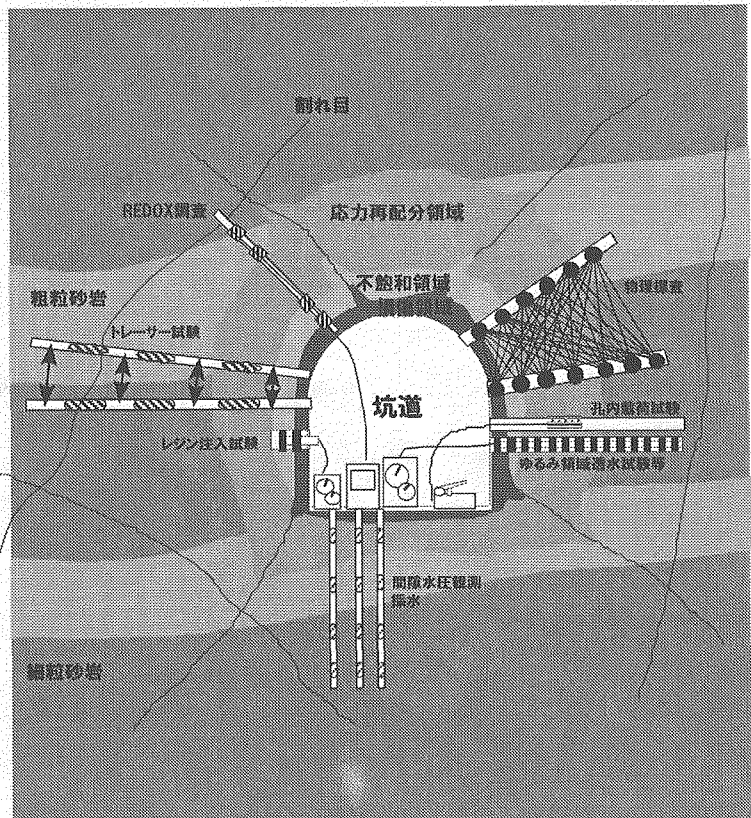 割れ目
REDOX調査
応力再配分領域
不飽和領域
粗粒砂岩
物理探査
トレーサー試験
坑道
孔内載荷試験
レジン注入試験
ゆるみ領域透水試験等
間隙水圧観測
採水
細粒砂岩